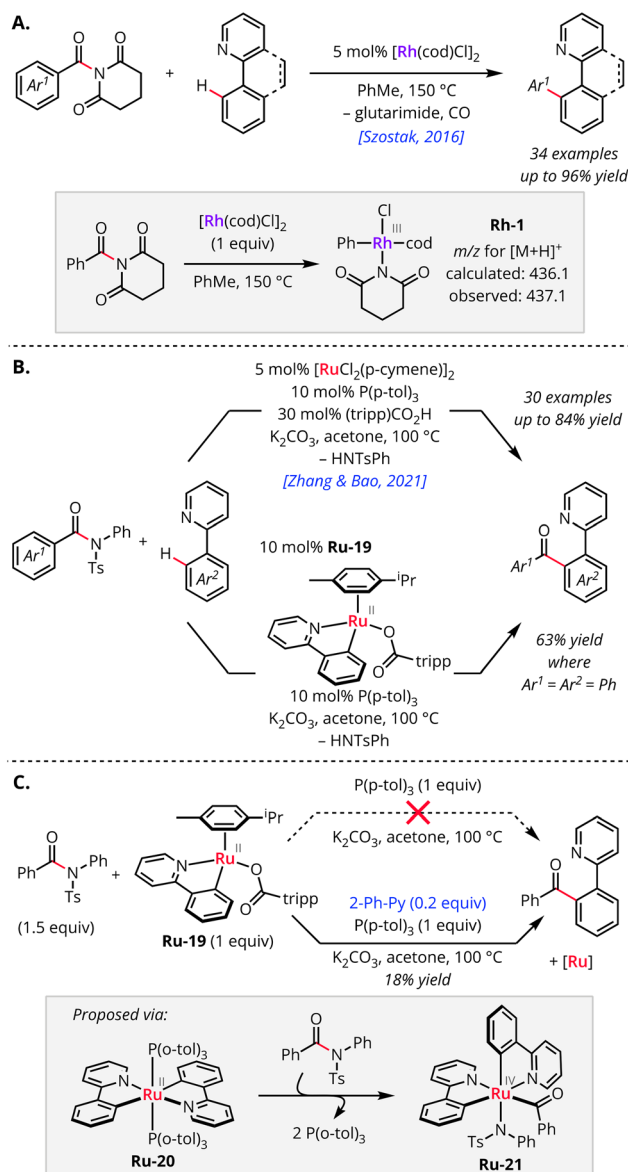 A.
O
Ar1
N
O
O
+
N
H
5 mol% [Rh(cod)Cl]2
PhMe, 150 °C
– glutarimide, CO
[Szostak, 2016]
N
Ar1
34 examples
up to 96% yield
O
O
Ph
N
O
[Rh(cod)Cl]2
(1 equiv)
PhMe, 150 °C
Cl
III
Ph Rh cod
N
O
O
Rh-1
m/z for [M+H]+
calculated: 436.1
observed: 437.1
B.
5 mol% [RuCl2(p-cymene)]2
10 mol% P(p-tol)3
30 mol% (tripp)CO2H
K2CO3, acetone, 100 °C
– HNTsPh
[Zhang & Bao, 2021]
30 examples
up to 84% yield
O
Ar1
N
Ph
Ts
+
N
H
Ar2
10 mol% Ru-19
iPr
II
N
Ru
O
O
tripp
10 mol% P(p-tol)3
K2CO3, acetone, 100 °C
– HNTsPh
N
O
Ar1
Ar2
63% yield
where
Ar1 = Ar2 = Ph
C.
O
Ph
N
Ph
Ts
(1.5 equiv)
+
iPr
II
N
Ru
O
O
tripp
Ru-19 (1 equiv)
P(p-tol)3 (1 equiv)
K2CO3, acetone, 100 °C
2-Ph-Py (0.2 equiv)
P(p-tol)3 (1 equiv)
K2CO3, acetone, 100 °C
18% yield
N
O
Ph
+ [Ru]
Proposed via:
P(o-tol)3
II
N
Ru
N
P(o-tol)3
Ru-20
O
Ph
N
Ph
Ts
2 P(o-tol)3
IV
N
Ru
N
O
Ph
Ts
N
Ph
Ru-21